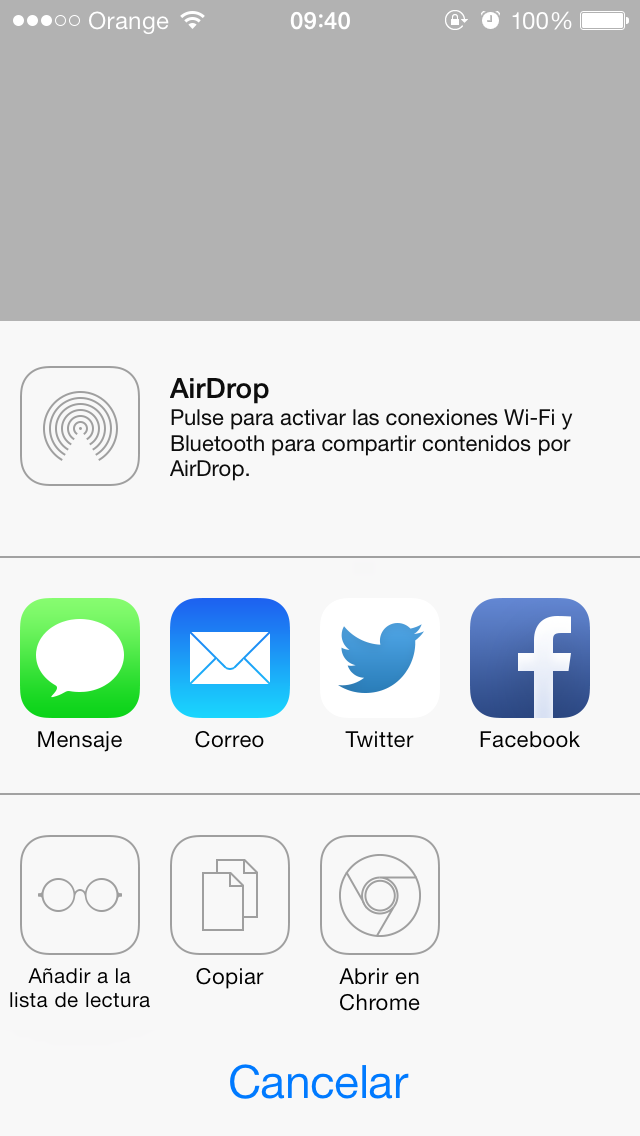 Orange 09:40 100%
AirDrop
Pulse para activar las conexiones Wi-Fi y
Bluetooth para compartir contenidos por
AirDrop.
Mensaje Correo Twitter Facebook
Añadir a la Copiar Abrir en
lista de lectura Chrome
Cancelar